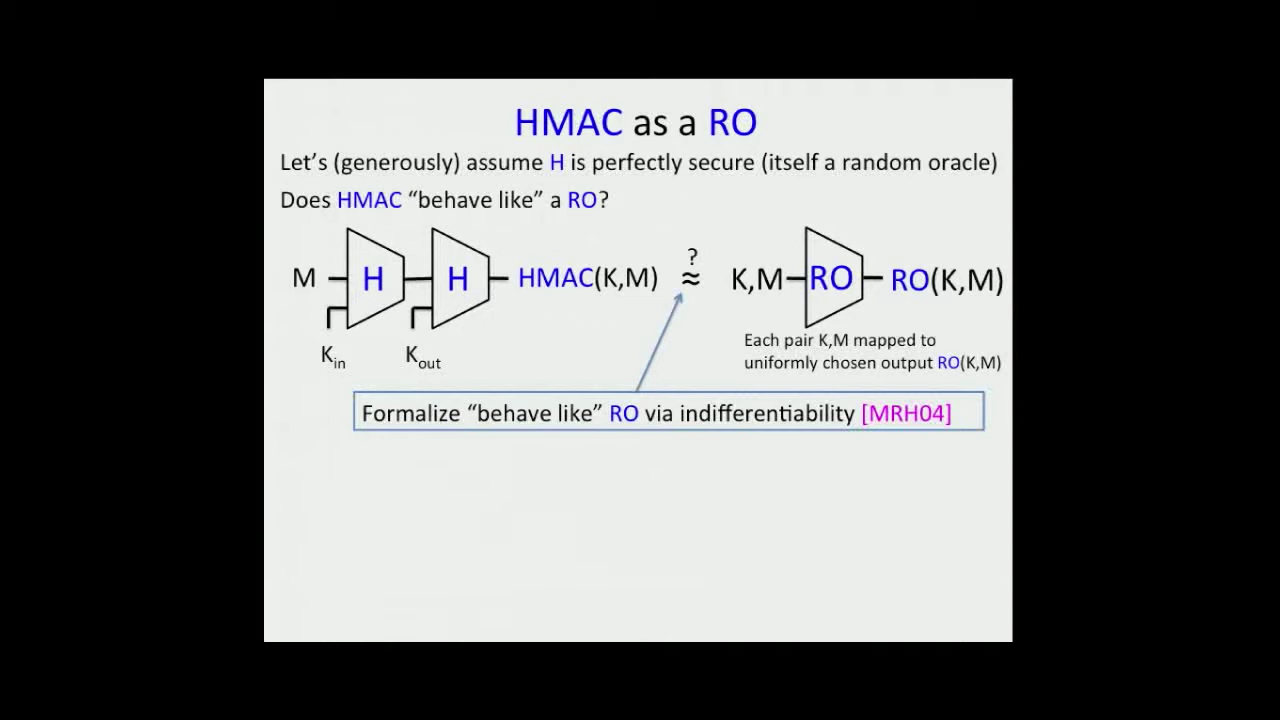 HMAC as a RO
Let's (generously) assume H is perfectly secure (itself a random oracle)
Does HMAC “behave like” a RO?
M H H HMAC(K,M) ? ≈ K,M RO RO(K,M)
K_in K_out
Each pair K,M mapped to
uniformly chosen output RO(K,M)
Formalize “behave like” RO via indifferentiability [MRH04]